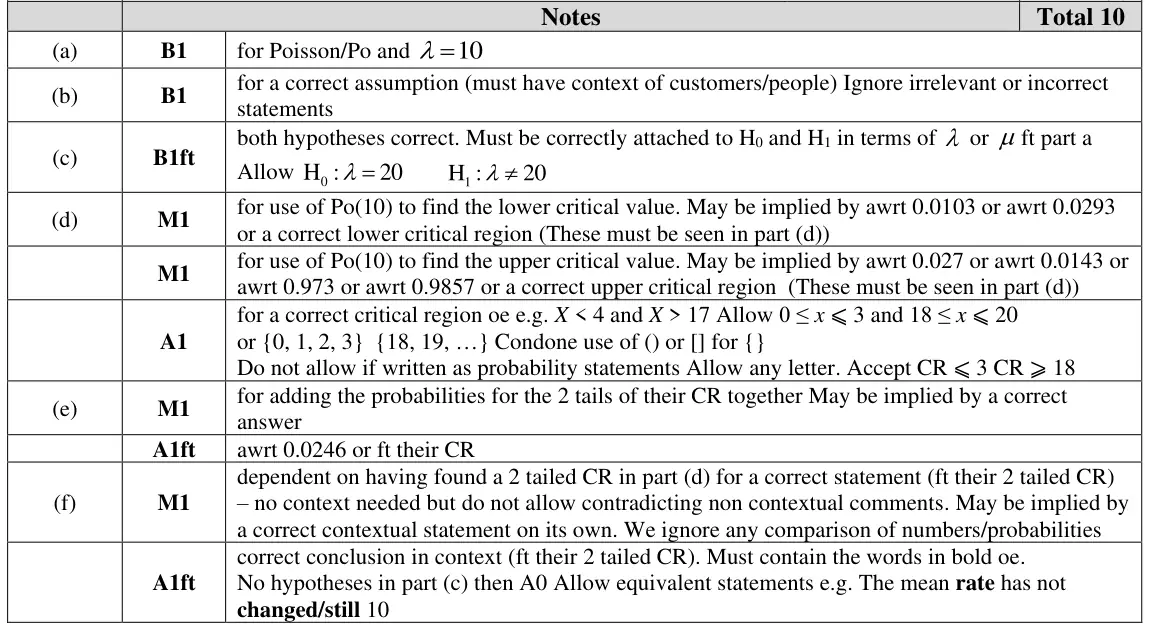 Notes Total 10
(a) B1 for Poisson/Po and λ = 10
(b) B1 for a correct assumption (must have context of customers/people) Ignore irrelevant or incorrect
statements
(c) B1ft both hypotheses correct. Must be correctly attached to H₀ and H₁ in terms of λ or μ ft part a
Allow H₀ : λ = 20 H₁ : λ ≠ 20
(d) M1 for use of Po(10) to find the lower critical value. May be implied by awrt 0.0103 or awrt 0.0293
or a correct lower critical region (These must be seen in part (d))
M1 for use of Po(10) to find the upper critical value. May be implied by awrt 0.027 or awrt 0.0143 or
awrt 0.973 or awrt 0.9857 or a correct upper critical region (These must be seen in part (d))
A1 for a correct critical region oe e.g. X < 4 and X > 17 Allow 0 ≤ x ⩽ 3 and 18 ≤ x ⩽ 20
or {0, 1, 2, 3} {18, 19, …} Condone use of () or [] for {}
Do not allow if written as probability statements Allow any letter. Accept CR ⩽ 3 CR ⩾ 18
(e) M1 for adding the probabilities for the 2 tails of their CR together May be implied by a correct
answer
A1ft awrt 0.0246 or ft their CR
(f) M1 dependent on having found a 2 tailed CR in part (d) for a correct statement (ft their 2 tailed CR)
– no context needed but do not allow contradicting non contextual comments. May be implied by
a correct contextual statement on its own. We ignore any comparison of numbers/probabilities
A1ft correct conclusion in context (ft their 2 tailed CR). Must contain the words in bold oe.
No hypotheses in part (c) then A0 Allow equivalent statements e.g. The mean rate has not
changed/still 10